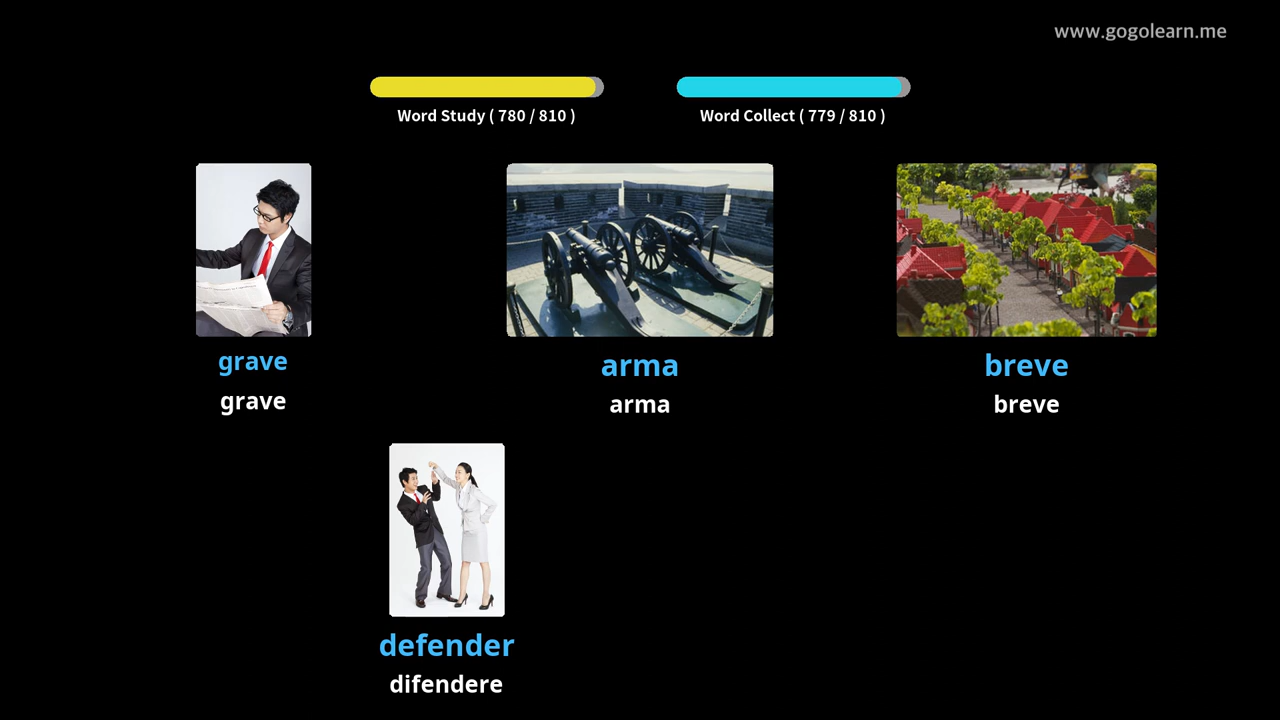 www.gogolearn.me
Word Study ( 780 / 810 )
Word Collect ( 779 / 810 )
grave
grave
arma
arma
breve
breve
defender
difendere